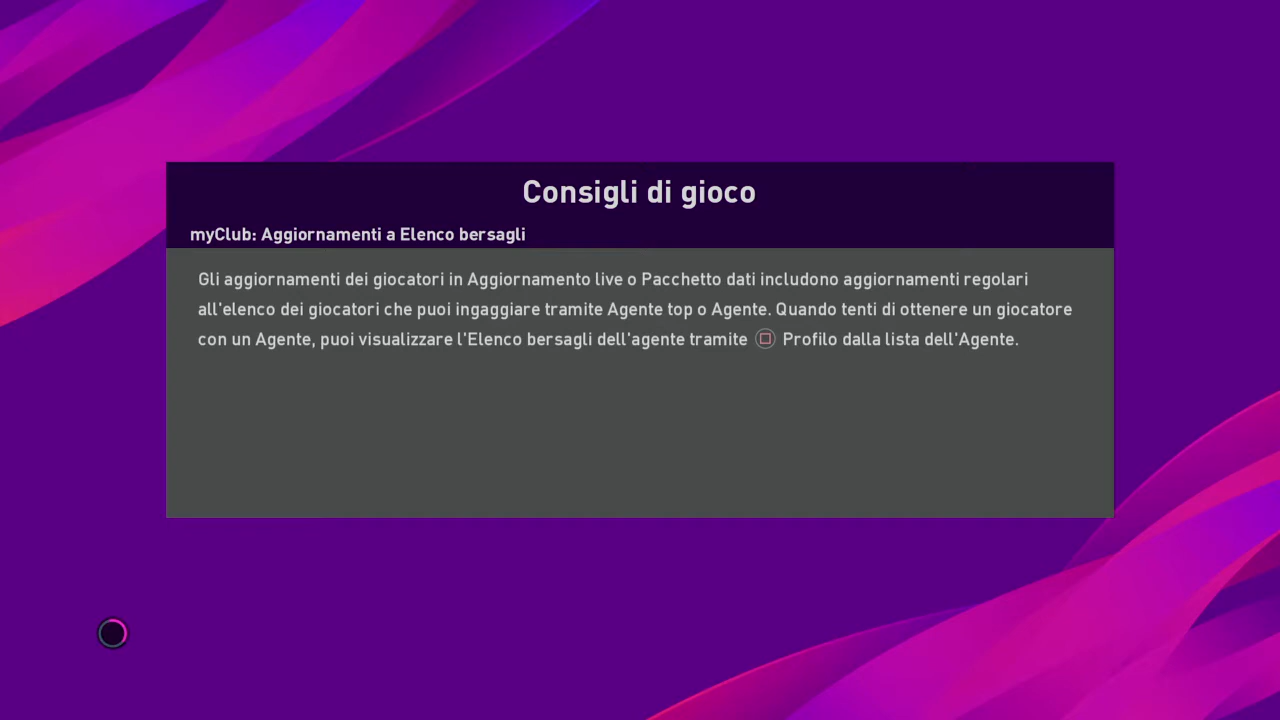 Consigli di gioco
myClub: Aggiornamenti a Elenco bersagli
Gli aggiornamenti dei giocatori in Aggiornamento live o Pacchetto dati includono aggiornamenti regolari
all'elenco dei giocatori che puoi ingaggiare tramite Agente top o Agente. Quando tenti di ottenere un giocatore
con un Agente, puoi visualizzare l'Elenco bersagli dell'agente tramite Profilo dalla lista dell'Agente.